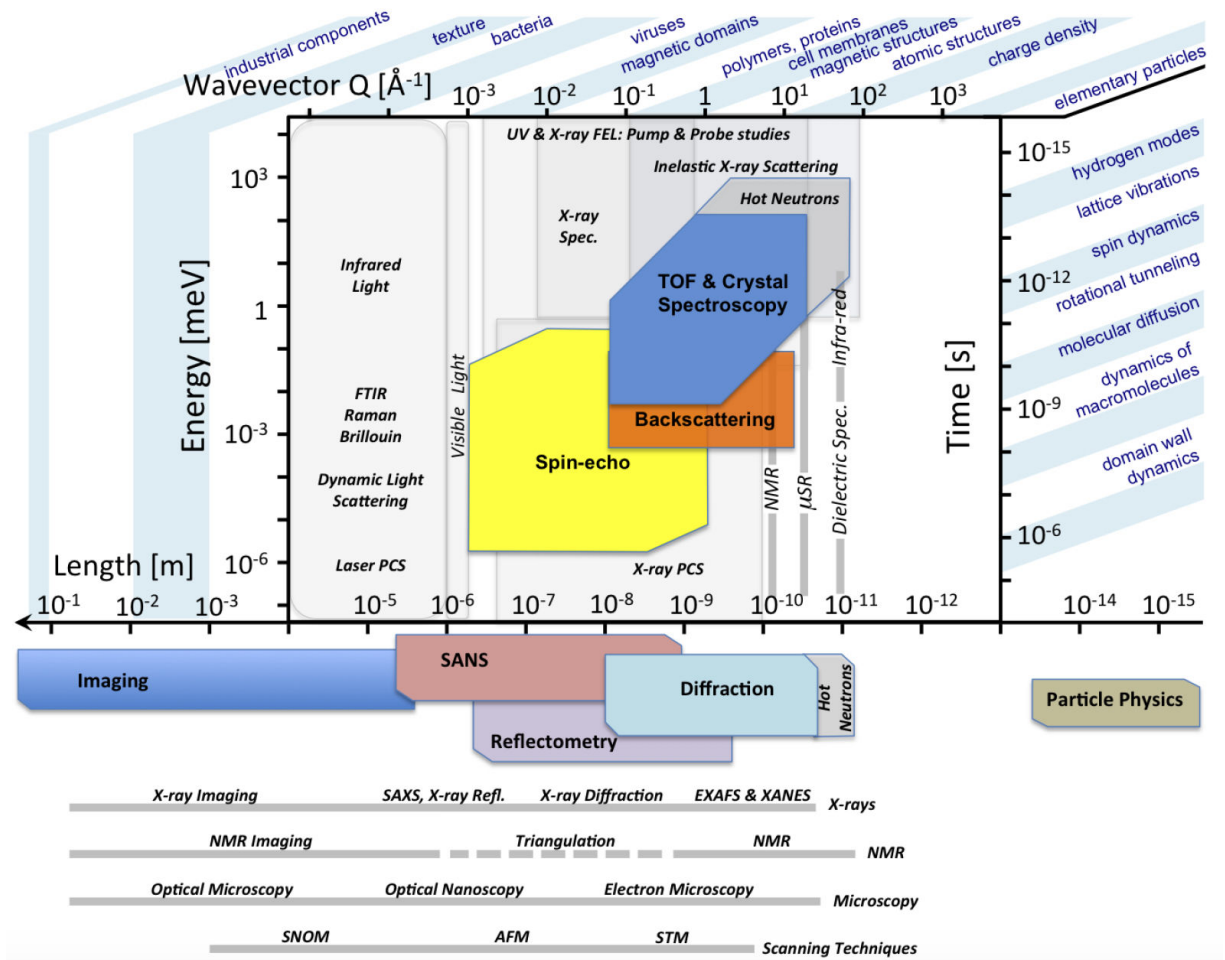 industrial components
texture
bacteria
viruses
magnetic domains
polymers, proteins
cell membranes
magnetic structures
atomic structures
charge density
elementary particles
Wavevector Q [Å-1]
10-3 10-2 10-1 1 101 102 103
UV & X-ray FEL: Pump & Probe studies
Inelastic X-ray Scattering
Hot Neutrons
X-ray
Spec.
Infrared
Light
TOF & Crystal
Spectroscopy
FTIR
Raman
Brillouin
Visible Light
Backscattering
Spin-echo
Dynamic Light
Scattering
Laser PCS
X-ray PCS
NMR
μSR
Dielectric Spec. Infra-red
Energy [meV]
103
1
10-3
10-6
Time [s]
10-15
10-12
10-9
10-6
hydrogen modes
lattice vibrations
spin dynamics
rotational tunneling
molecular diffusion
dynamics of
macromolecules
domain wall
dynamics
Length [m]
10-1 10-2 10-3 10-5 10-6 10-7 10-8 10-9 10-10 10-11 10-12 10-14 10-15
Imaging
SANS
Reflectometry
Diffraction
Hot
Neutrons
Particle Physics
X-ray Imaging SAXS, X-ray Refl. X-ray Diffraction EXAFS & XANES X-rays
NMR Imaging Triangulation NMR NMR
Optical Microscopy Optical Nanoscopy Electron Microscopy Microscopy
SNOM AFM STM Scanning Techniques